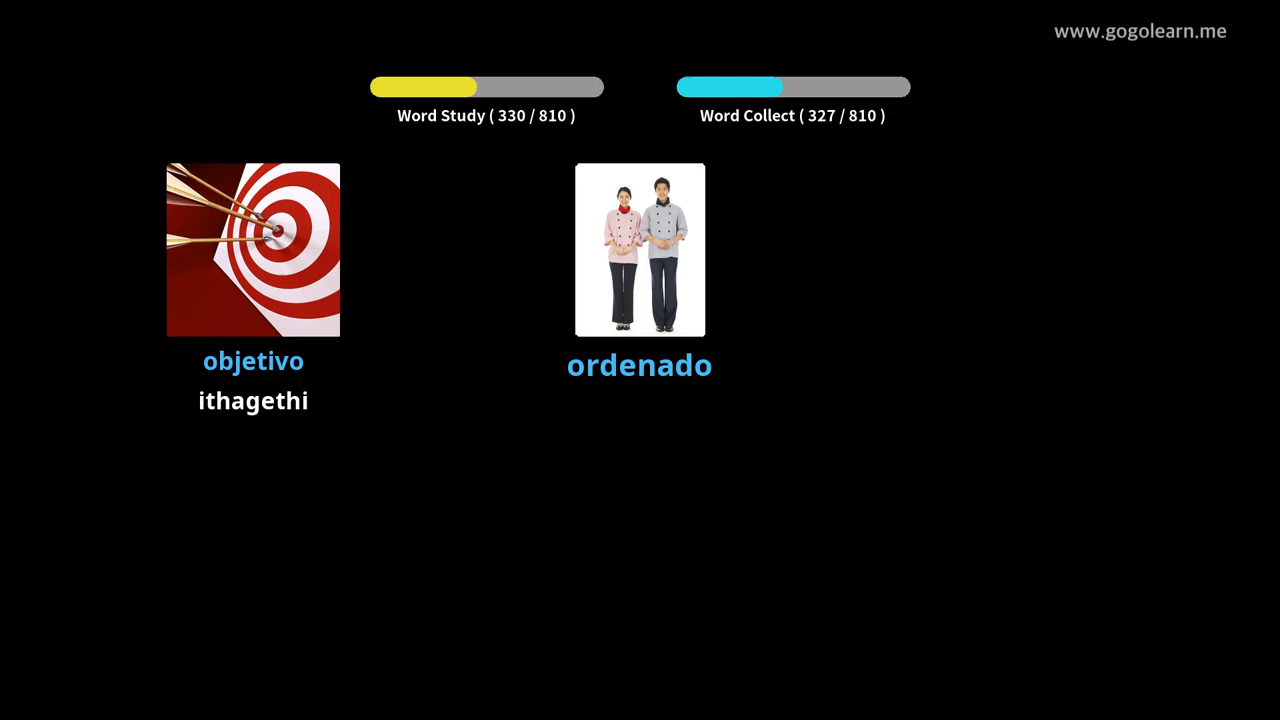 www.gogolearn.me
Word Study ( 330 / 810 )
Word Collect ( 327 / 810 )
objetivo
ithagethi
ordenado